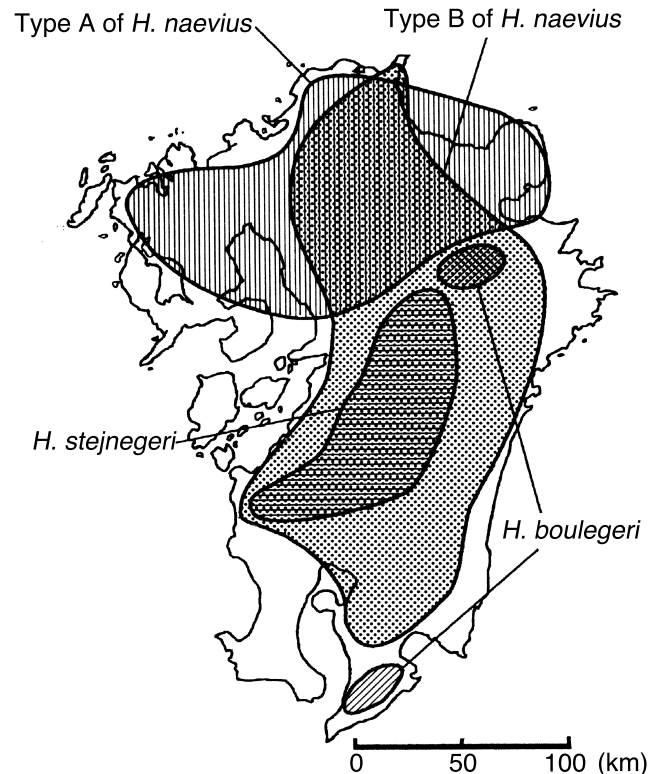 Type A of H. naevius
Type B of H. naevius
H. stejnegeri
H. boulegeri
0 50 100 (km)